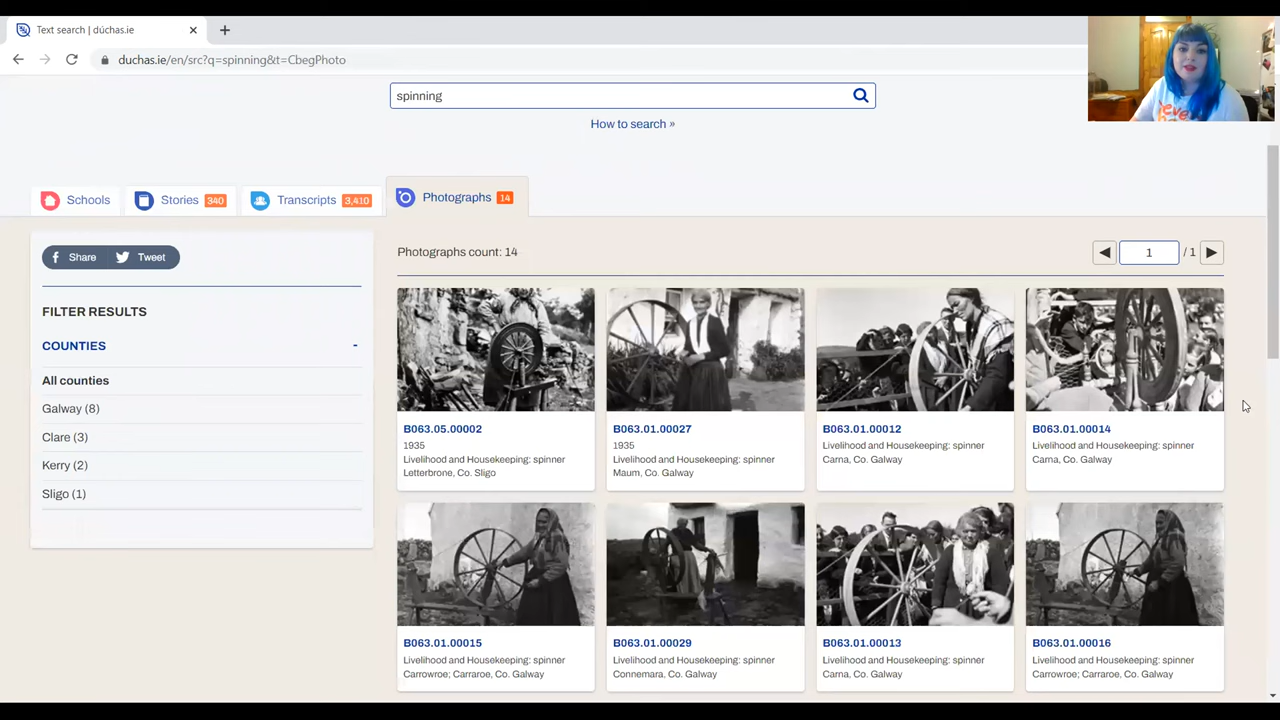 Text search | dúchas.ie
duchas.ie/en/src?q=spinning&t=CbegPhoto
spinning
How to search »
Schools
Stories 340
Transcripts 3,410
Photographs 14
Share
Tweet
FILTER RESULTS
COUNTIES -
All counties
Galway (8)
Clare (3)
Kerry (2)
Sligo (1)
Photographs count: 14
1 / 1
B063.05.00002
1935
Livelihood and Housekeeping: spinner
Letterbrone, Co. Sligo
B063.01.00027
1935
Livelihood and Housekeeping: spinner
Maum, Co. Galway
B063.01.00012
Livelihood and Housekeeping: spinner
Carna, Co. Galway
B063.01.00014
Livelihood and Housekeeping: spinner
Carna, Co. Galway
B063.01.00015
Livelihood and Housekeeping: spinner
Carrowroe; Carraroe, Co. Galway
B063.01.00029
Livelihood and Housekeeping: spinner
Connemara. Co. Galway
B063.01.00013
Livelihood and Housekeeping: spinner
Carna, Co. Galway
B063.01.00016
Livelihood and Housekeeping: spinner
Carrowroe; Carraroe, Co. Galway